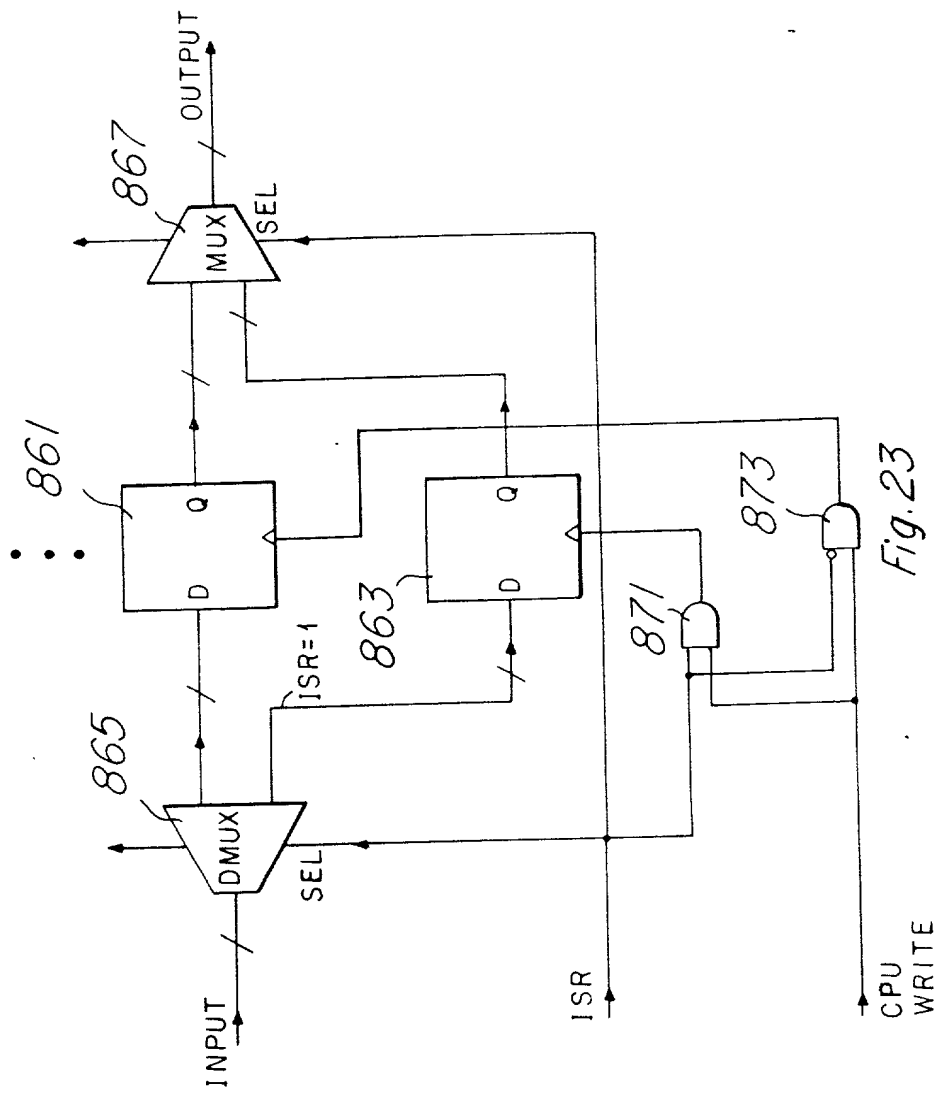 861
867
OUTPUT
865
D
Q
MUX
SEL
INPUT
DMUX
SEL
ISR=1
863
D
Q
ISR
871
873
CPU
WRITE
Fig.23